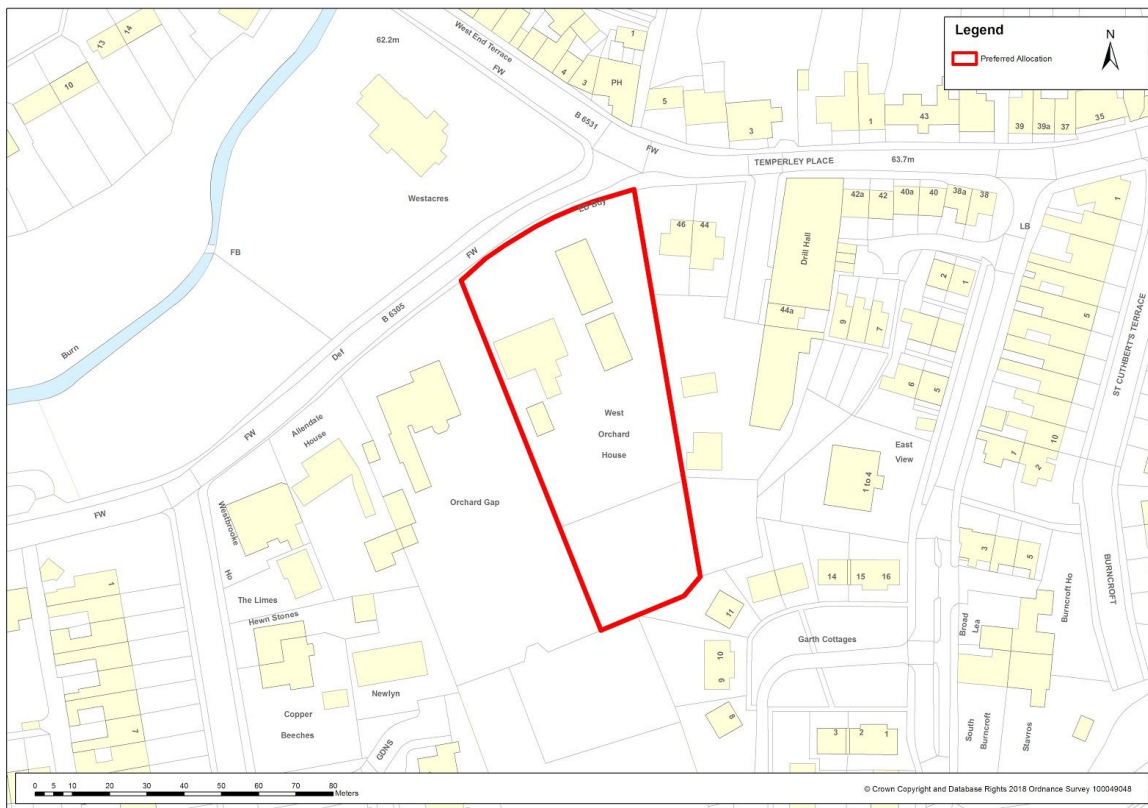 Legend
Preferred Allocation
N
13
14
10
62.2m
West End Terrace
FW
1
4
3
PH
B 6531
FW
5
3
1
43
39
39a
37
35
TEMPERLEY PLACE
63.7m
Westacres
FB
Burn
FW
B 6305
Def
FW
FW
46
44
Drill Hall
44a
42a
42
40a
40
38a
38
LB
1
2
1
9
7
5
6
5
ST CUTHBERT'S TERRACE
10
7
2
East
View
1 to 4
West
Orchard
House
Allendale
House
Orchard Gap
Westbrooke
Ho
The Limes
Hewn Stones
Newlyn
Copper
Beeches
GDNS
1
7
14
15
16
11
10
9
8
Garth Cottages
3
2
1
3
5
Broad
Lea
Burncroft Ho
BURNCROFT
South
Burncroft
Stavros
0 5 10 20 30 40 50 60 70 80
Meters
© Crown Copyright and Database Rights 2018 Ordnance Survey 100049048